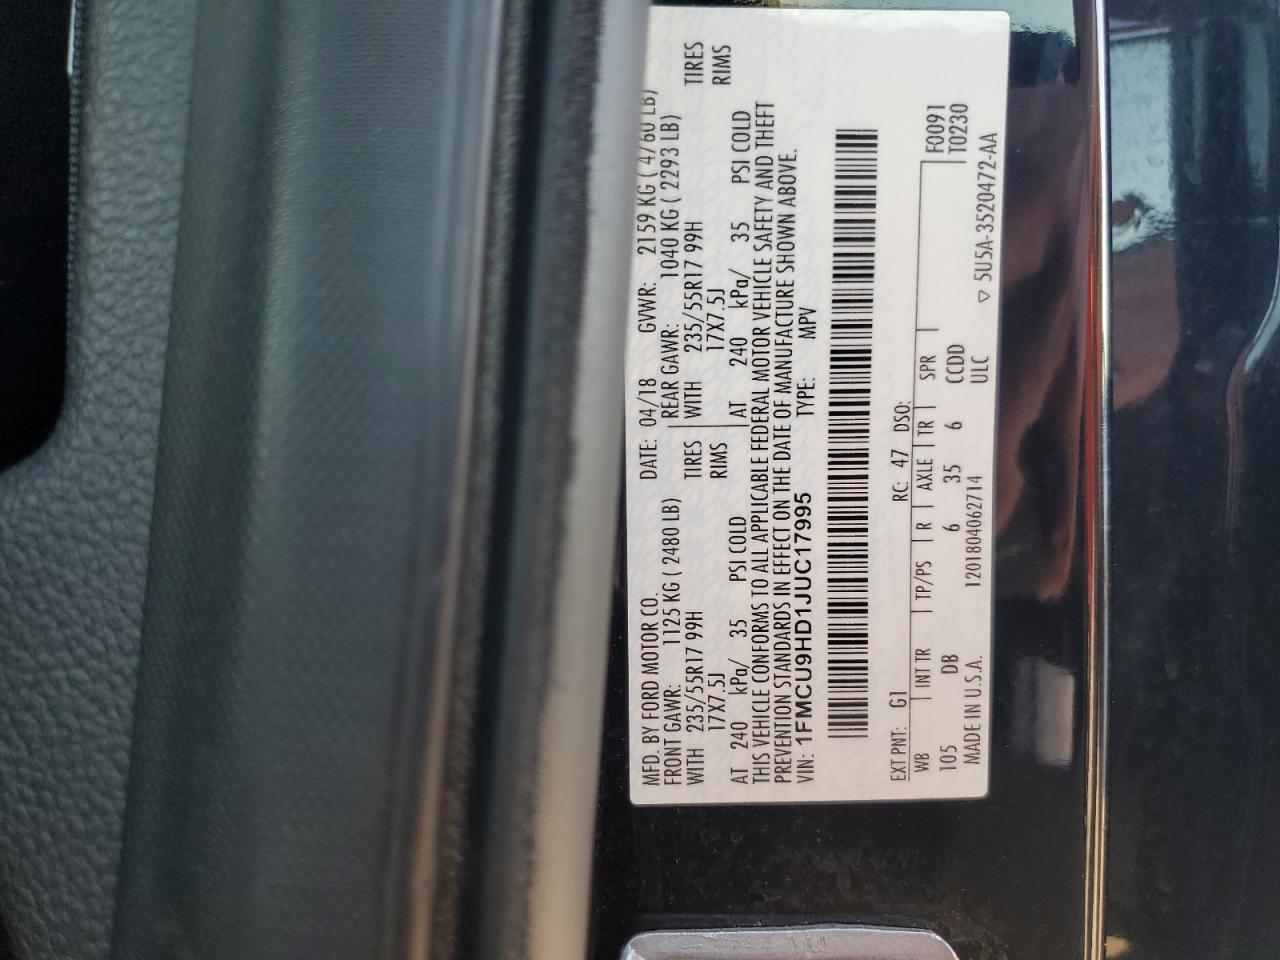 MFD. BY FORD MOTOR CO.
DATE: 04/18 GVWR: 2159 KG ( 4760 LB)
FRONT GAWR: 1125 KG ( 2480 LB) REAR GAWR: 1040 KG ( 2293 LB)
WITH 235/55R17 99H TIRES WITH 235/55R17 99H TIRES
17X7.5J RIMS 17X7.5J RIMS
AT 240 kPa/ 35 PSI COLD AT 240 kPa/ 35 PSI COLD
THIS VEHICLE CONFORMS TO ALL APPLICABLE FEDERAL MOTOR VEHICLE SAFETY AND THEFT
PREVENTION STANDARDS IN EFFECT ON THE DATE OF MANUFACTURE SHOWN ABOVE.
VIN: 1FMCU9HD1JUC17995 TYPE: MPV
EXT PNT: G1 RC: 47 DSO:
WB INT TR TP/PS R AXLE TR SPR F0091
105 DB 6 35 6 CCDD T0230
MADE IN U.S.A. 1201804062714 ULC ▽ 5U5A-3520472-AA